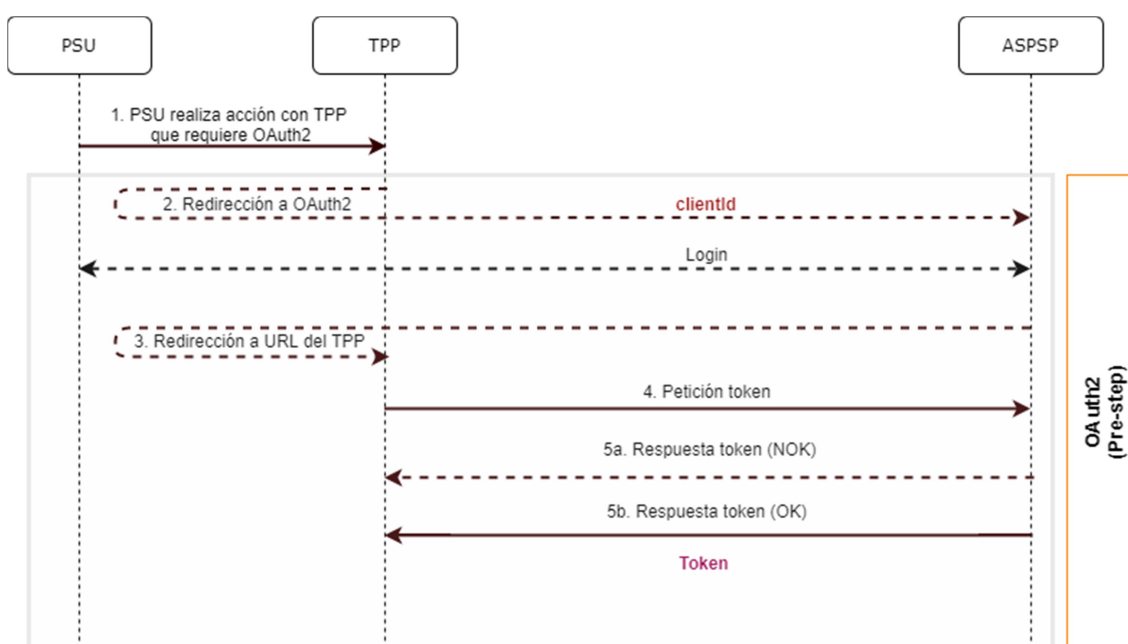 PSU
TPP
ASPSP
1. PSU realiza acción con TPP
que requiere OAuth2
2. Redirección a OAuth2
clientId
Login
3. Redirección a URL del TPP
4. Petición token
5a. Respuesta token (NOK)
5b. Respuesta token (OK)
Token
OAuth2
(Pre-step)